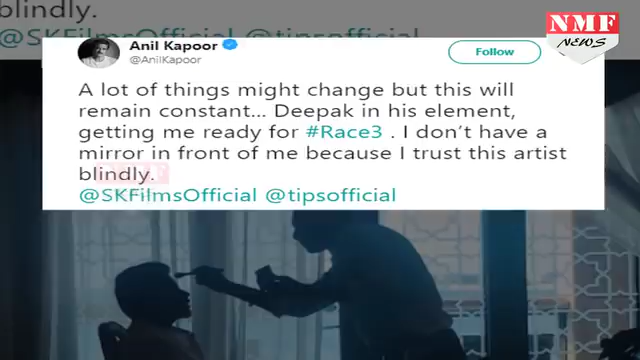 blindly.
@SKFilmsOfficial @tipsofficial
NMF
NEWS
Anil Kapoor
@AnilKapoor
Follow
A lot of things might change but this will
remain constant... Deepak in his element,
getting me ready for #Race3 . I don't have a
mirror in front of me because I trust this artist
blindly.
@SKFilmsOfficial @tipsofficial
NMF